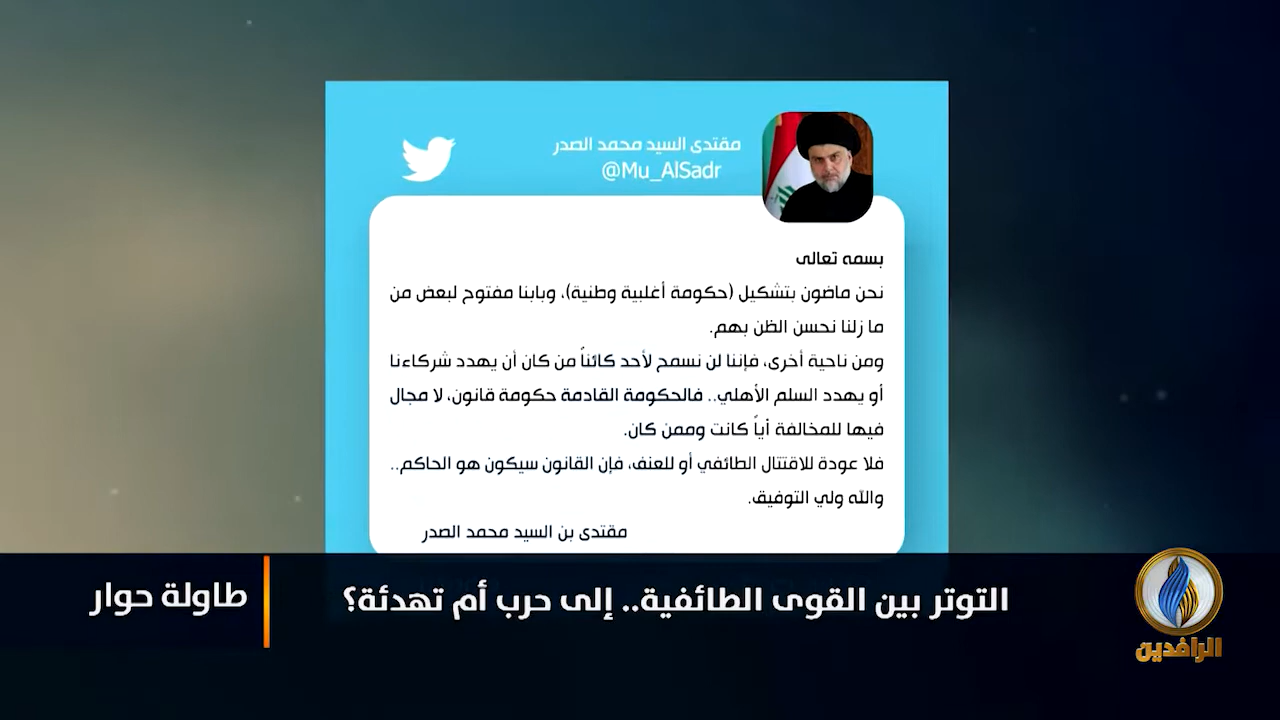 مقتدى السيد محمد الصدر
@Mu_AlSadr
بسمه تعالى
نحن ماضون بتشكيل (حكومة أغلبية وطنية)، وبابنا مفتوح لبعض من
ما زلنا نحسن الظن بهم.
ومن ناحية أخرى، فإننا لن نسمح لأحد كائناً من كان أن يهدد شركاءنا
أو يهدد السلم الأهلي.. فالحكومة القادمة حكومة قانون، لا مجال
فيها للمخالفة أياً كانت وممن كان.
فلا عودة للاقتتال الطائفي أو للعنف، فإن القانون سيكون هو الحاكم..
والله ولي التوفيق.
مقتدى بن السيد محمد الصدر
التوتر بين القوى الطائفية.. إلى حرب أم تهدئة؟
طاولة حوار
الرافدين